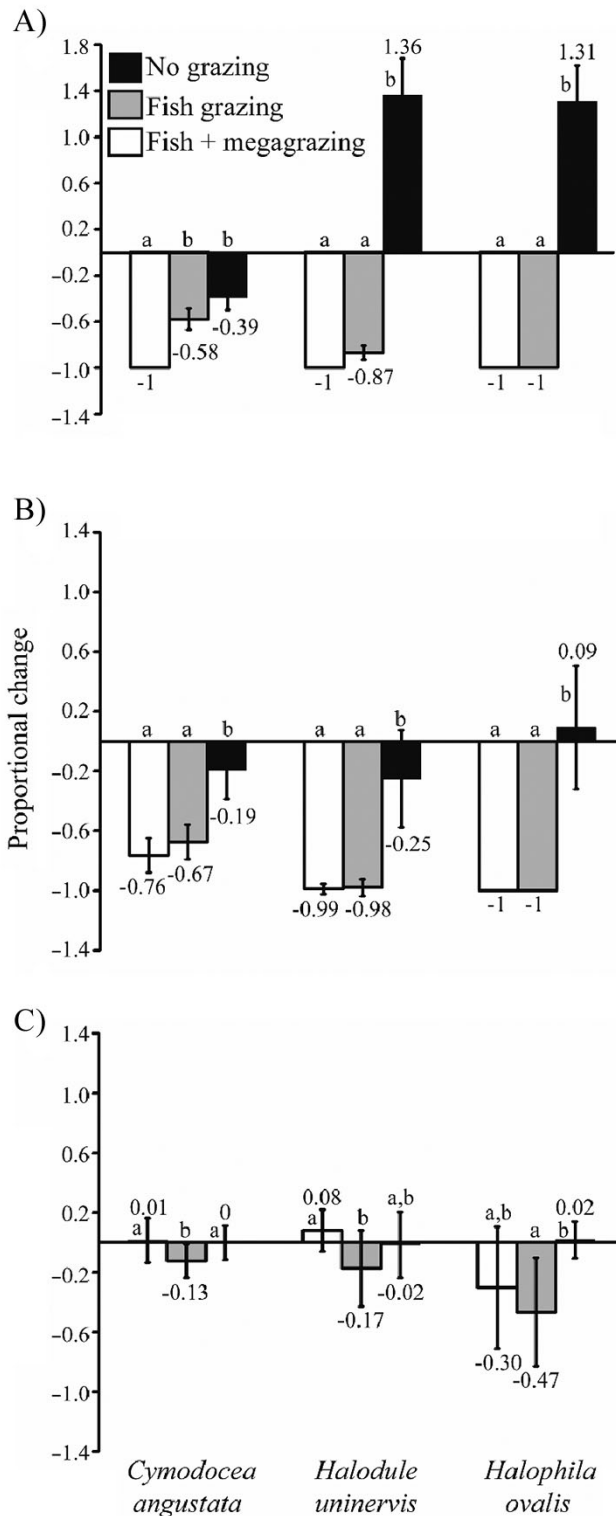 A)
1.8
1.4
1.0
0.6
0.2
−0.2
−0.6
−1.0
−1.4
No grazing
Fish grazing
Fish + megagrazing
a b b
-1
-0.58
-0.39
a a b
-1
-0.87
1.36
a a b
-1 -1
1.31
B)
Proportional change
1.4
1.0
0.6
0.2
−0.2
−0.6
−1.0
−1.4
a a b
-0.76 -0.67
-0.19
a a b
-0.99 -0.98
-0.25
a a b
-1 -1
0.09
C)
1.4
1.0
0.6
0.2
−0.2
−0.6
−1.0
−1.4
0.01 0
a b a
-0.13
0.08 a,b
a b
-0.17 -0.02
a,b a b
0.02
-0.30
-0.47
Cymodocea
angustata
Halodule
uninervis
Halophila
ovalis